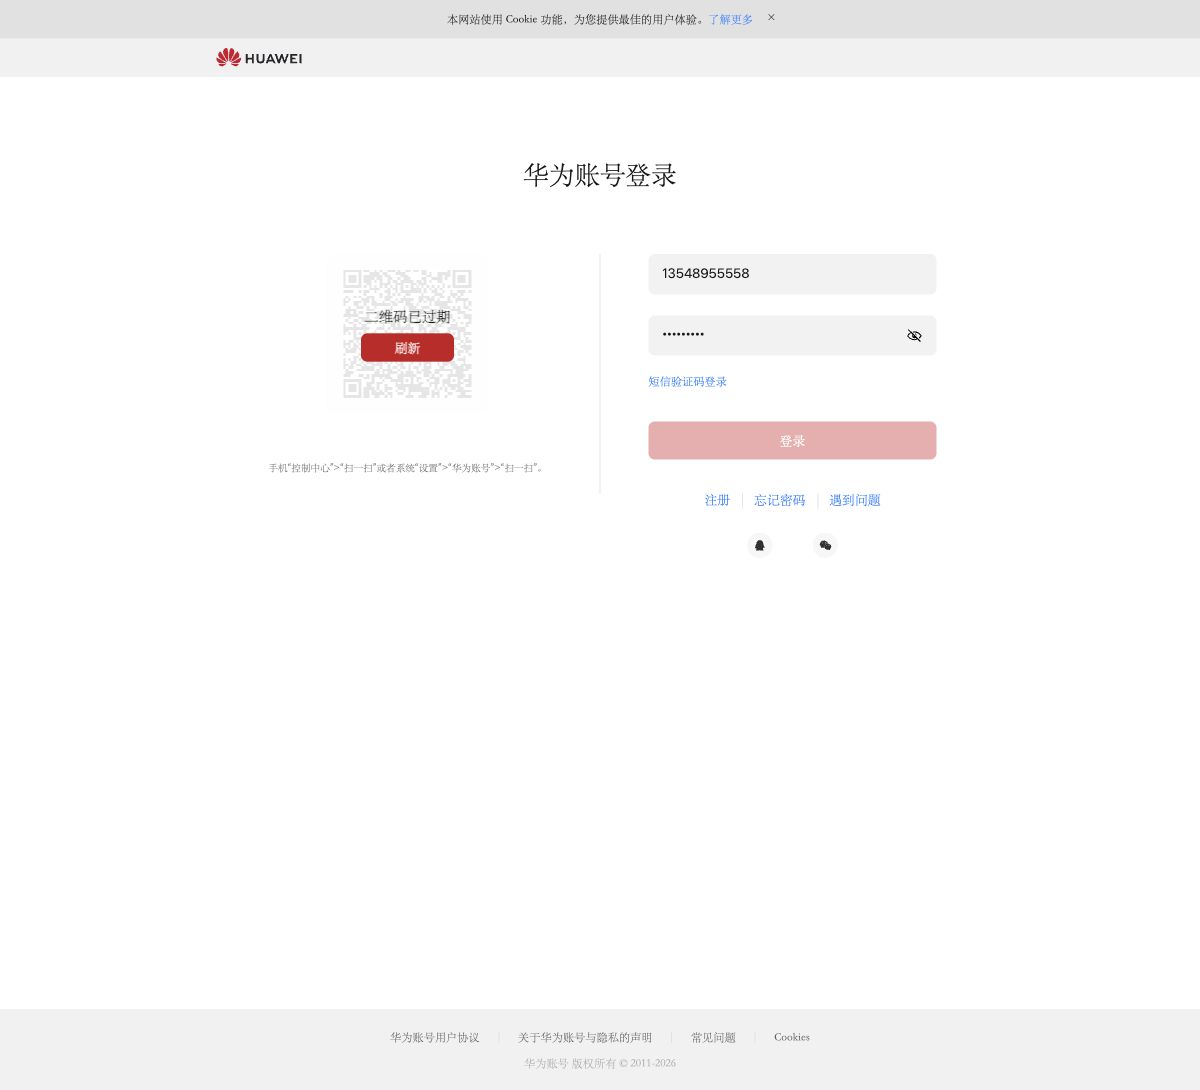 本网站使用 Cookie 功能，为您提供最佳的用户体验。了解更多 ×
HUAWEI
华为账号登录
二维码已过期
刷新
手机“控制中心”>“扫一扫”或者系统“设置”>“华为账号”>“扫一扫”。
13548955558
•••••••••
短信验证码登录
登录
注册 忘记密码 遇到问题
华为账号用户协议 关于华为账号与隐私的声明 常见问题 Cookies
华为账号 版权所有 © 2011-2026